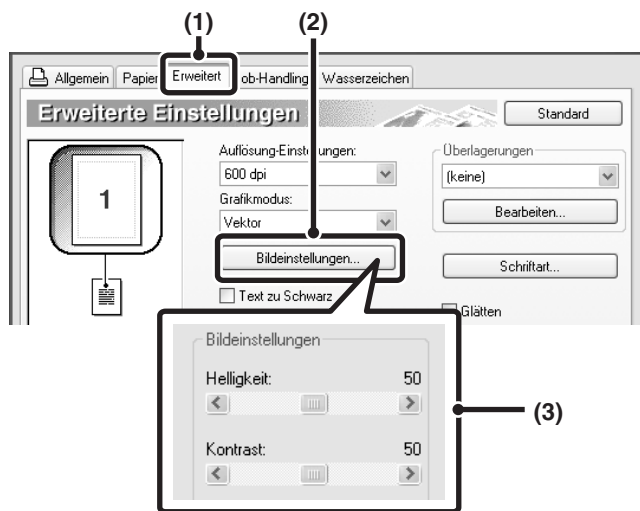 (1) (2)
Allgemein Papier Erweitert ob-Handling Wasserzeichen
Erweiterte Einstellungen
Standard
1
Auflösung-Einstellungen:
600 dpi
Grafikmodus:
Vektor
Bildeinstellungen...
Text zu Schwarz
Überlagerungen
(keine)
Bearbeiten...
Schriftart...
Glätten
Bildeinstellungen
Helligkeit: 50
Kontrast: 50
(3)